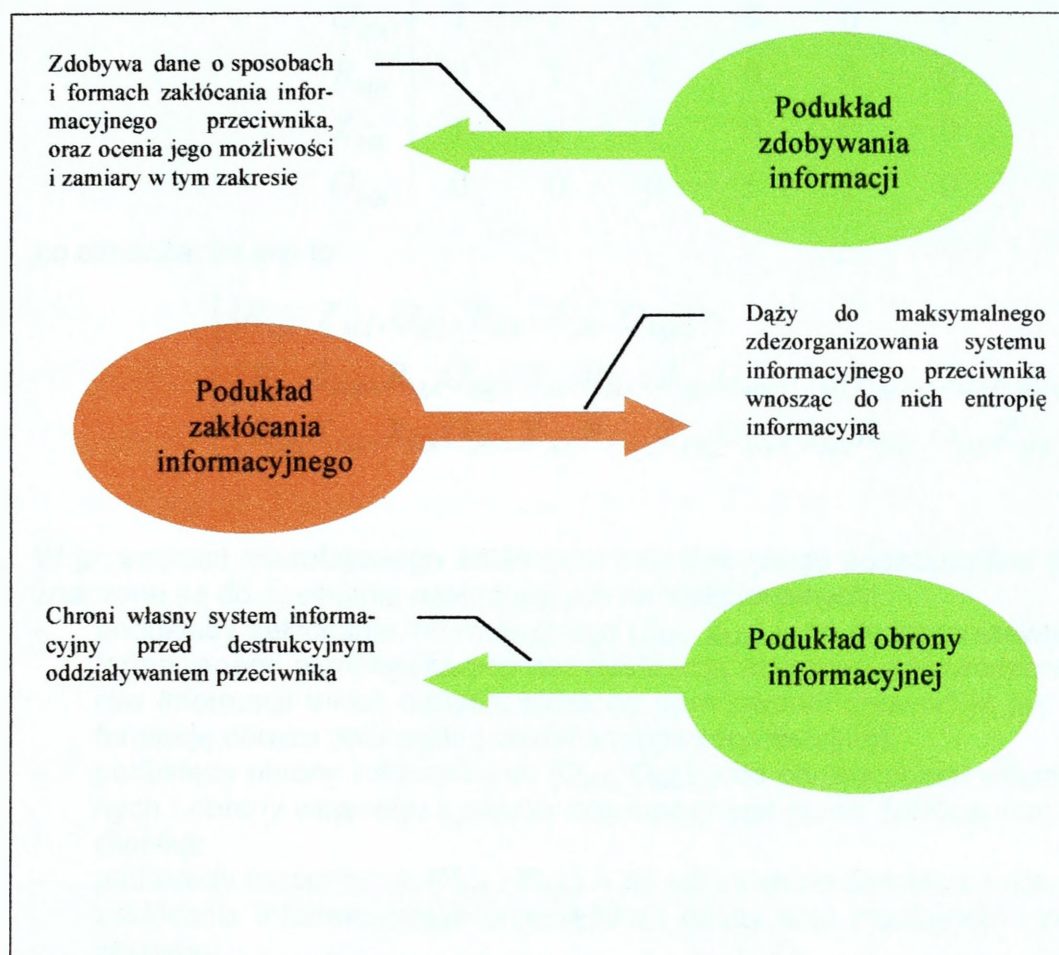 Zdobywa dane o sposobach
i formach zakłócania infor-
macyjnego przeciwnika,
oraz ocenia jego możliwości
i zamiary w tym zakresie
Podukład
zdobywania
informacji
Podukład
zakłócania
informacyjnego
Dąży do maksymalnego
zdezorganizowania systemu
informacyjnego przeciwnika
wnosząc do nich entropię
informacyjną
Chroni własny system informa-
cyjny przed destrukcyjnym
oddziaływaniem przeciwnika
Podukład obrony
informacyjnej